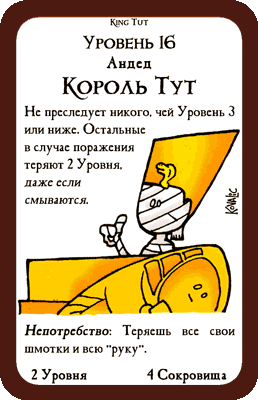 King Tut
Уровень 16
Андед
Король Тут
Не преследует никого, чей Уровень 3
или ниже. Остальные
в случае поражения
теряют 2 Уровня,
даже если
смываются.
Kovalic
Непотребство: Теряешь все свои
шмотки и всю "руку".
2 Уровня 4 Сокровища